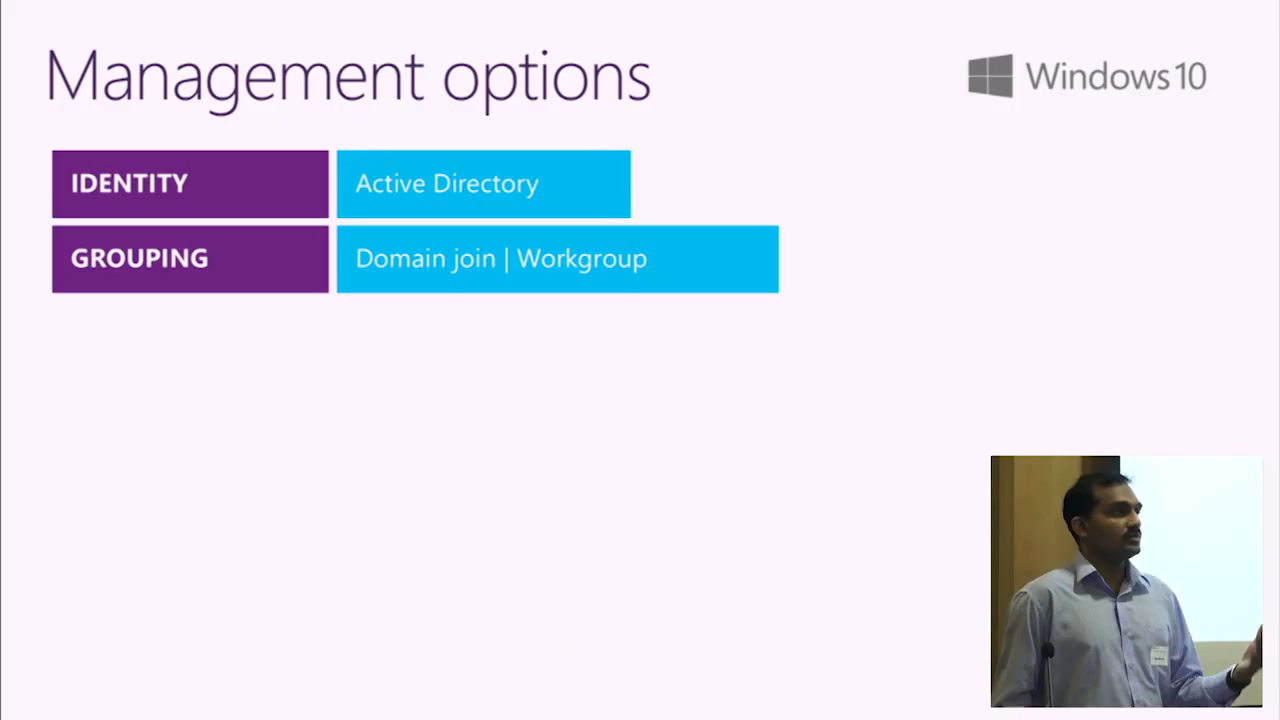 Management options
Windows 10
IDENTITY
Active Directory
GROUPING
Domain join | Workgroup